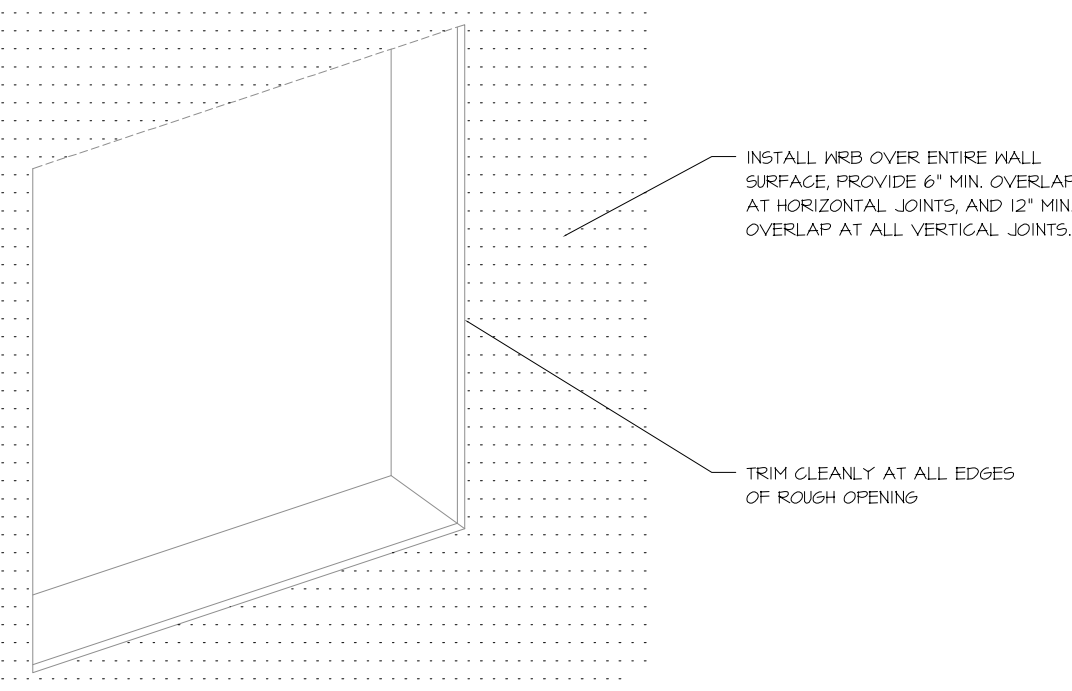 INSTALL WRB OVER ENTIRE WALL
SURFACE, PROVIDE 6" MIN. OVERLAP
AT HORIZONTAL JOINTS, AND 12" MIN.
OVERLAP AT ALL VERTICAL JOINTS.
TRIM CLEANLY AT ALL EDGES
OF ROUGH OPENING